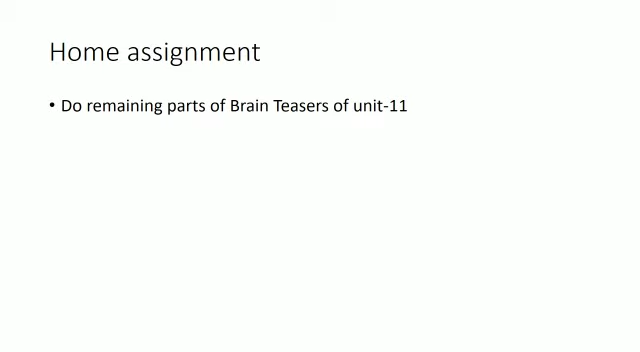 Home assignment
• Do remaining parts of Brain Teasers of unit-11